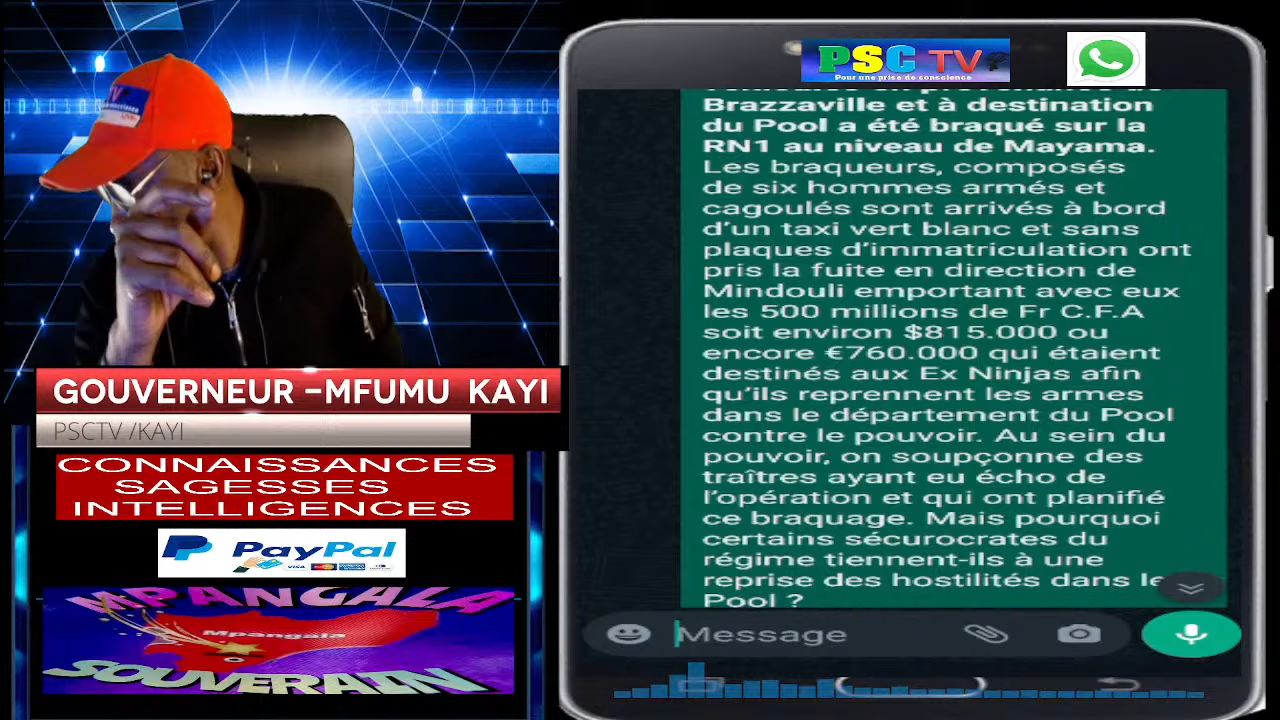 GOUVERNEUR –MFUMU KAYI
PSCTV /KAYI
CONNAISSANCES
SAGESSES
INTELLIGENCES
PayPal
VISA
MPANGALA
Mpangala
SOUVERAIN
PSC TV
Pour une prise de conscience
Brazzaville et à destination
du Pool a été braqué sur la
RN1 au niveau de Mayama.
Les braqueurs, composés
de six hommes armés et
cagoulés sont arrivés à bord
d’un taxi vert blanc et sans
plaques d’immatriculation ont
pris la fuite en direction de
Mindouli emportant avec eux
les 500 millions de Fr C.F.A
soit environ $815.000 ou
encore €760.000 qui étaient
destinés aux Ex Ninjas afin
qu’ils reprennent les armes
dans le département du Pool
contre le pouvoir. Au sein du
pouvoir, on soupçonne des
traîtres ayant eu écho de
l’opération et qui ont planifié
ce braquage. Mais pourquoi
certains sécurocrates du
régime tiennent-ils à une
reprise des hostilités dans le
Pool ?
Message